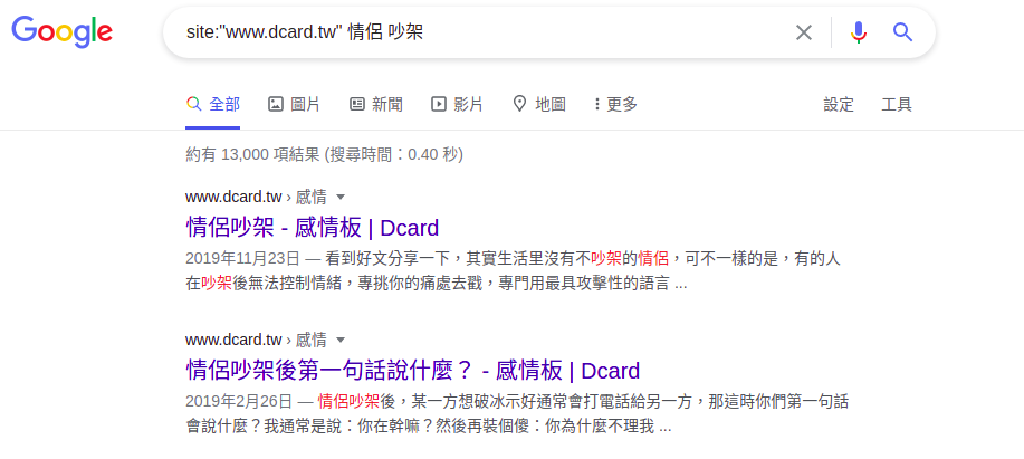 Google
site:"www.dcard.tw" 情侶 吵架
全部 圖片 新聞 影片 地圖 更多 設定 工具
約有 13,000 項結果 (搜尋時間：0.40 秒)
www.dcard.tw › 感情
情侶吵架 - 感情板 | Dcard
2019年11月23日 — 看到好文分享一下，其實生活里沒有不吵架的情侶，可不一樣的是，有的人
在吵架後無法控制情緒，專挑你的痛處去戳，專門用最具攻擊性的語言 ...
www.dcard.tw › 感情
情侶吵架後第一句話說什麼？ - 感情板 | Dcard
2019年2月26日 — 情侶吵架後，某一方想破冰示好通常會打電話給另一方，那這時你們第一句話
會說什麼？我通常是說：你在幹嘛？然後再裝個傻：你為什麼不理我 ...